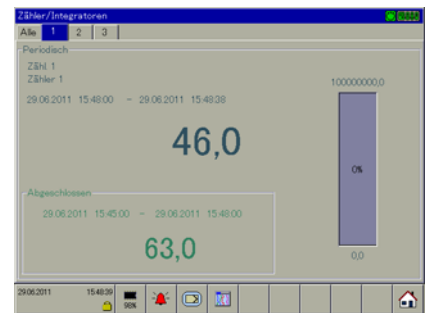 Zähler/Integratoren
Alle 1 2 3
Periodisch
Zähl 1
Zähler 1
29.06.2011 15:48:00 - 29.06.2011 15:48:38
46,0
100000000,0
0%
0,0
Abgeschlossen
29.06.2011 15:45:00 - 29.06.2011 15:48:00
63,0
29.06.2011 15:48:39
98%